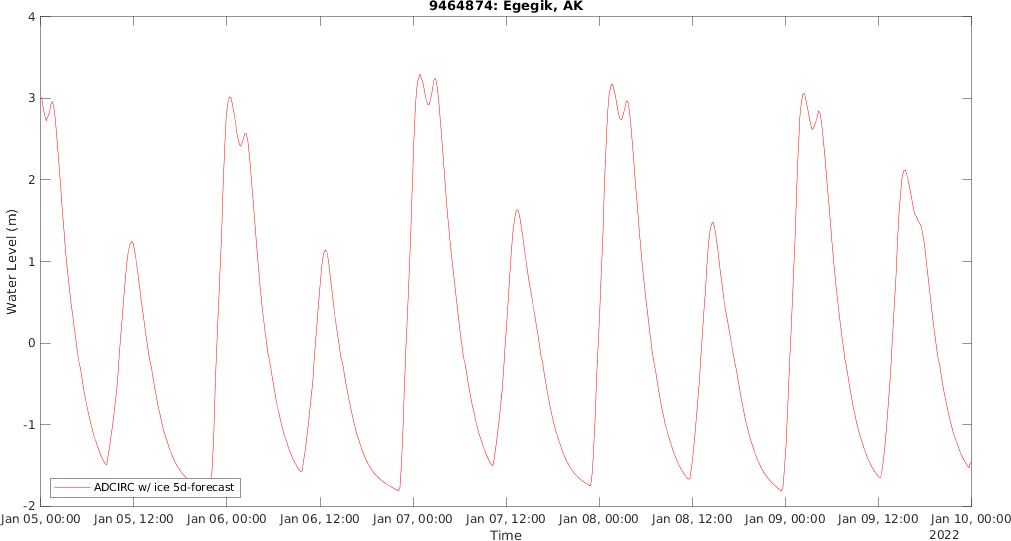 9464874: Egegik, AK
4
3
2
1
0
-1
-2
Water Level (m)
ADCIRC w/ ice 5d-forecast
Jan 05, 00:00 Jan 05, 12:00 Jan 06, 00:00 Jan 06, 12:00 Jan 07, 00:00 Jan 07, 12:00 Jan 08, 00:00 Jan 08, 12:00 Jan 09, 00:00 Jan 09, 12:00 Jan 10, 00:00
Time
2022